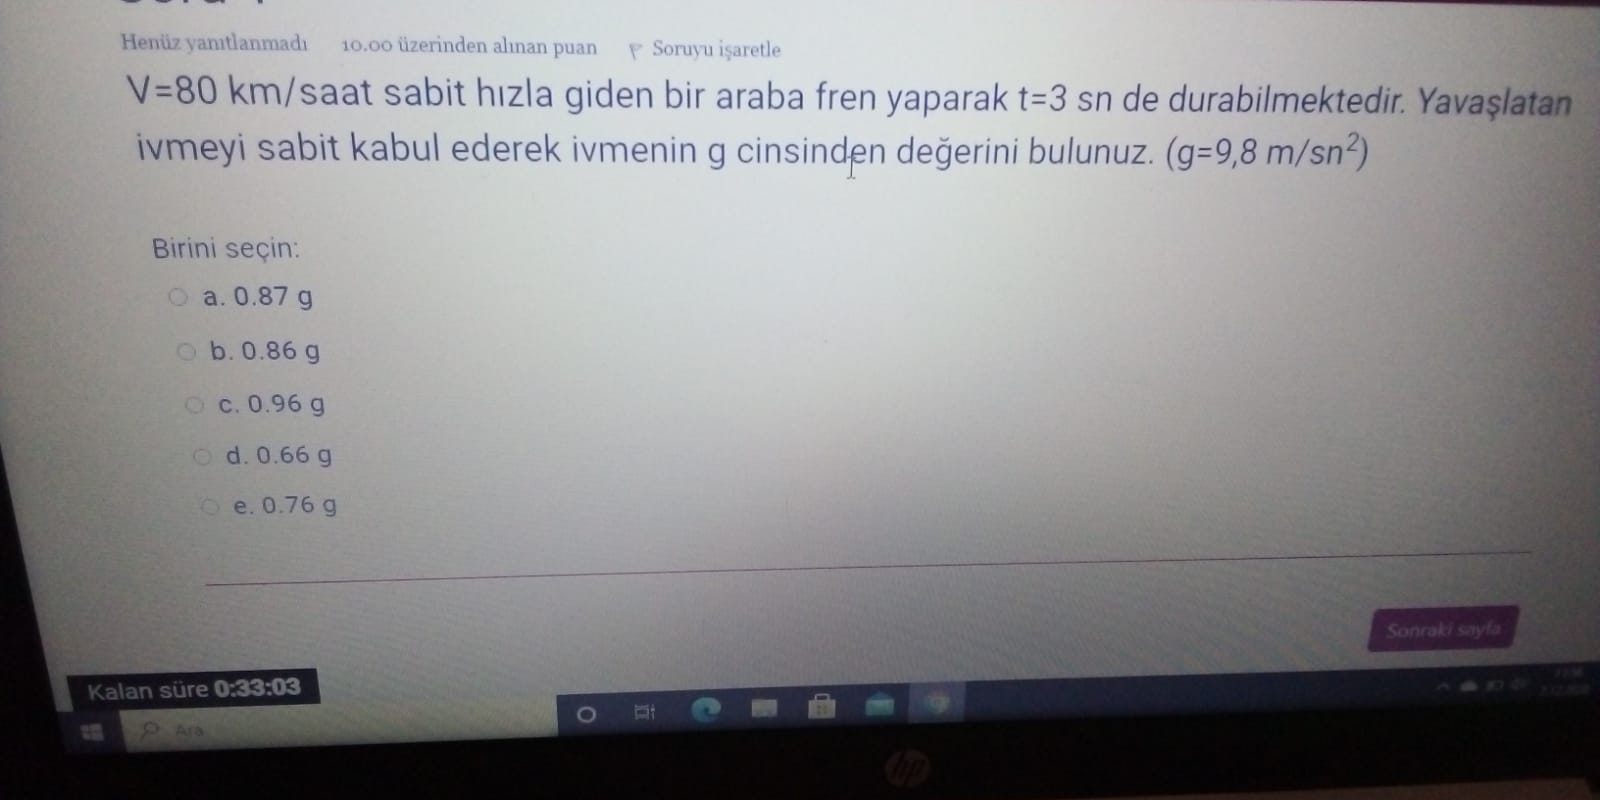 Henüz yanıtlanmadı 10.00 üzerinden alınan puan Soruyu işaretle
V=80 km/saat sabit hızla giden bir araba fren yaparak t=3 sn de durabilmektedir. Yavaşlatan
ivmeyi sabit kabul ederek ivmenin g cinsinden değerini bulunuz. (g=9,8 m/sn²)
Birini seçin:
a. 0.87 g
b. 0.86 g
c. 0.96 g
d. 0.66 g
e. 0.76 g
Sonraki sayfa
Kalan süre 0:33:03
Ara
hp